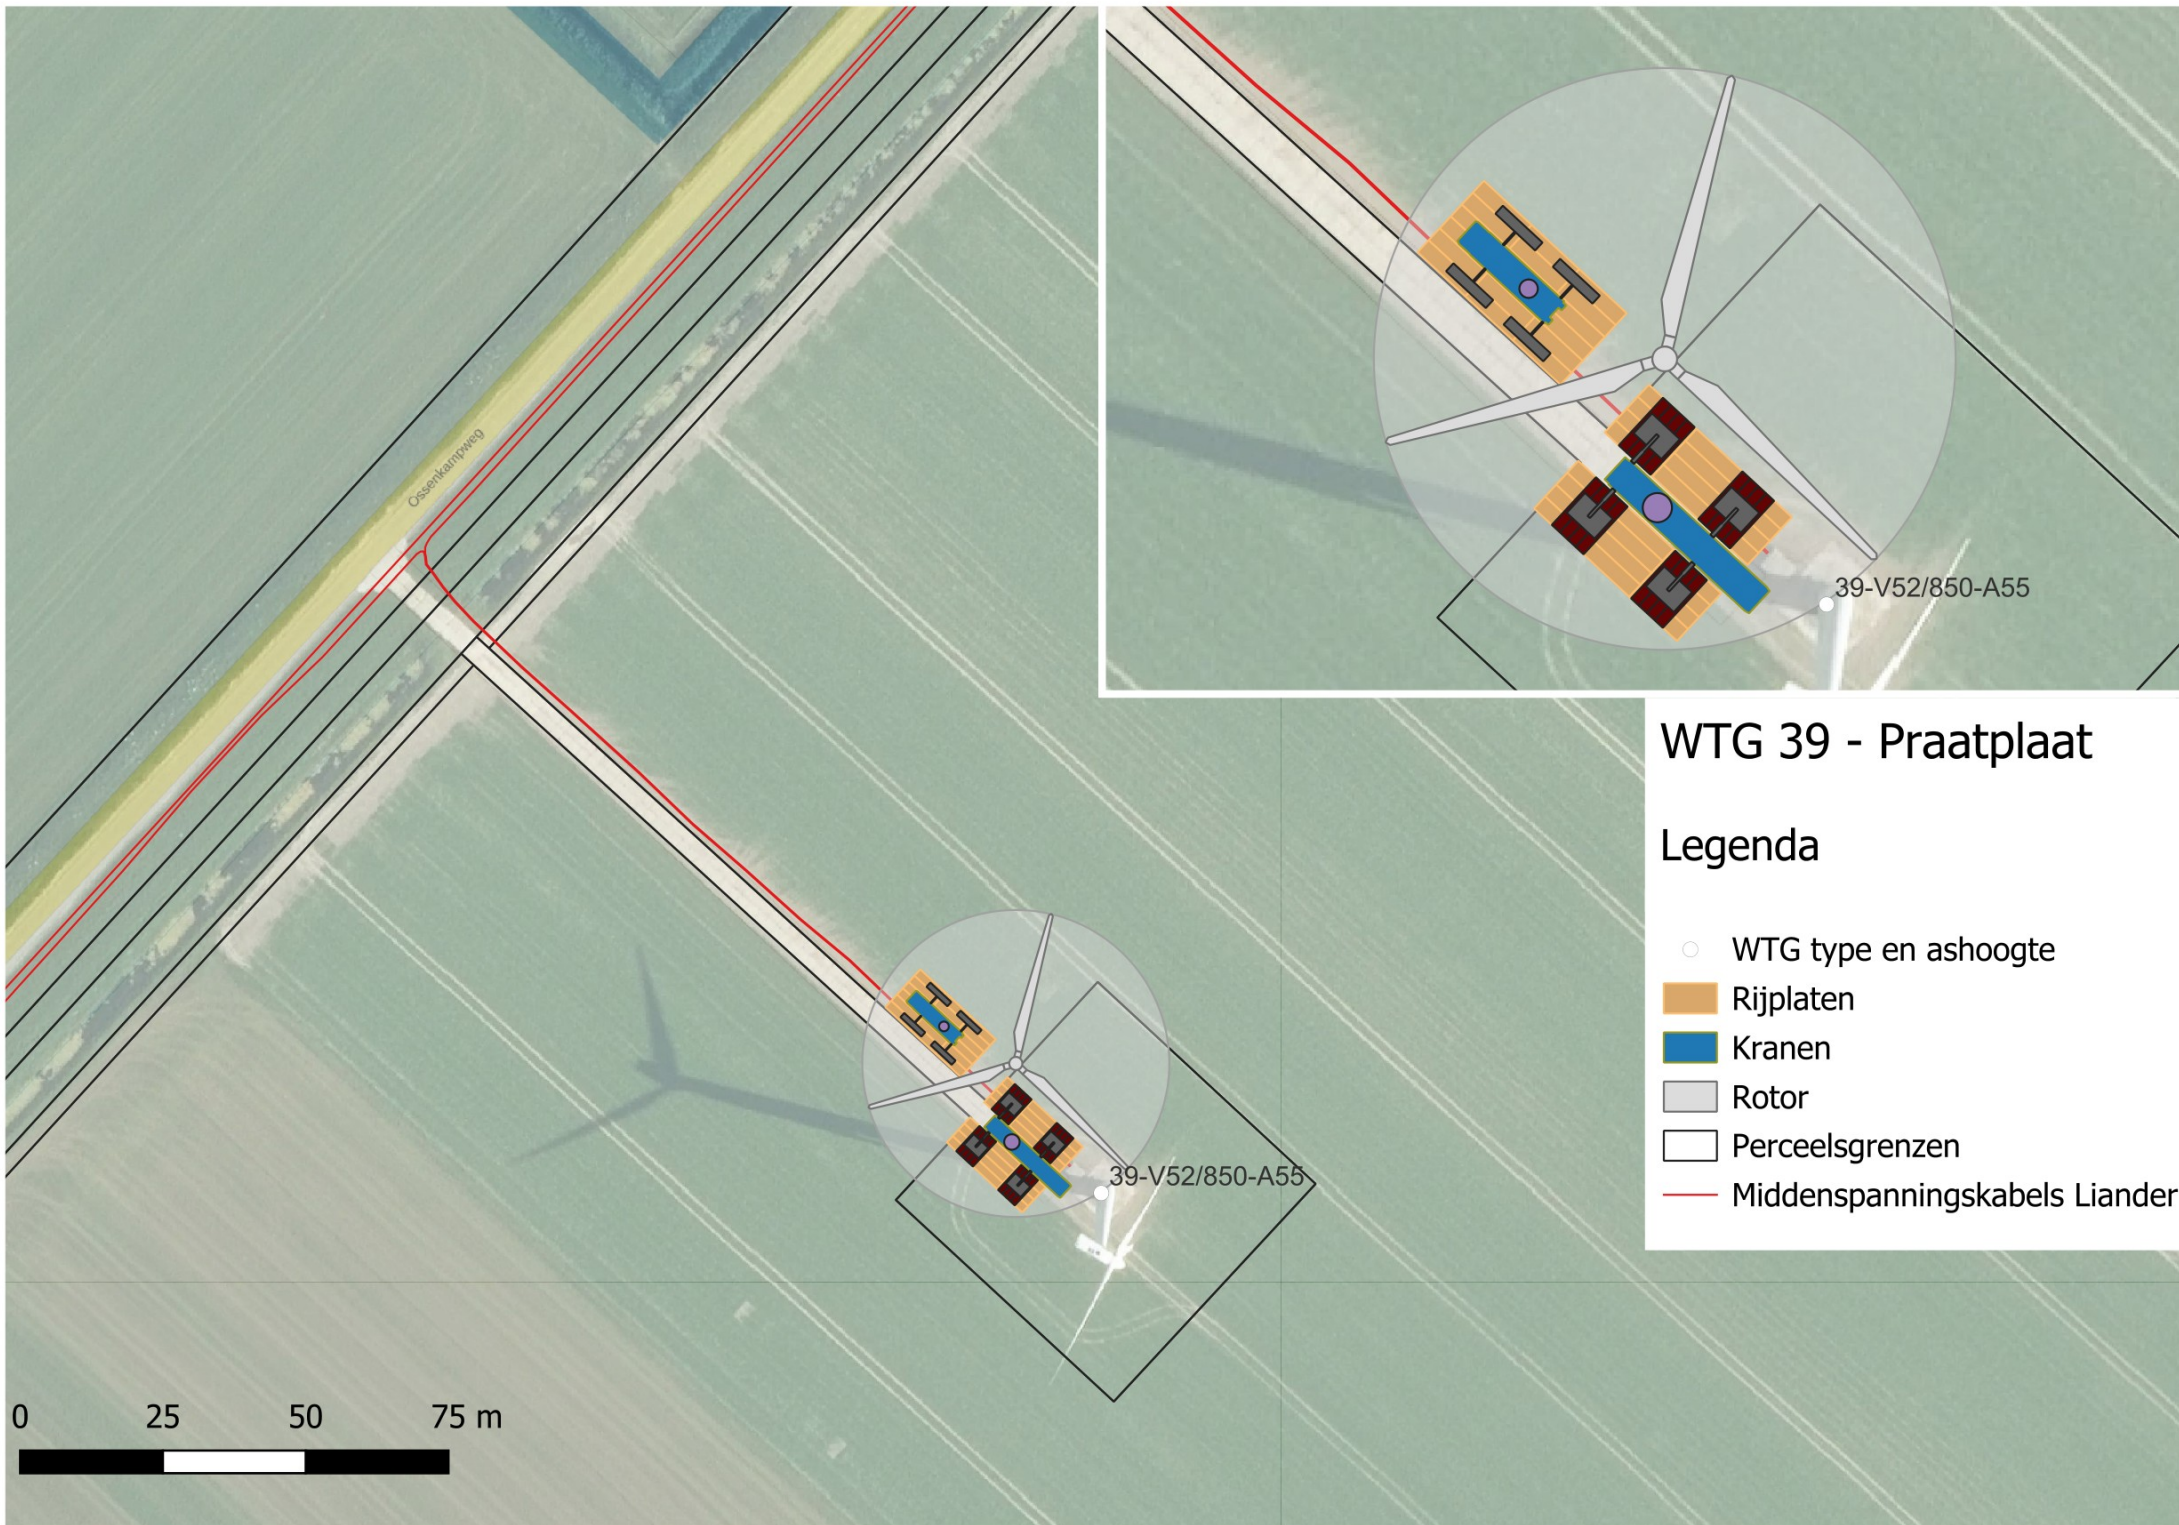 Ossenkampweg
39-V52/850-A55
WTG 39 - Praatplaat
Legenda
WTG type en ashoogte
Rijplaten
Kranen
Rotor
Perceelsgrenzen
Middenspanningskabels Liander
39-V52/850-A55
0 25 50 75 m